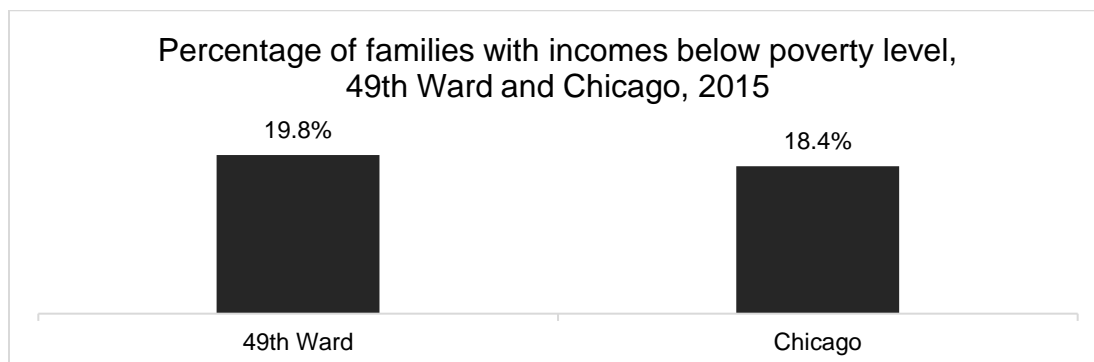 Percentage of families with incomes below poverty level,
49th Ward and Chicago, 2015
19.8%
18.4%
49th Ward
Chicago